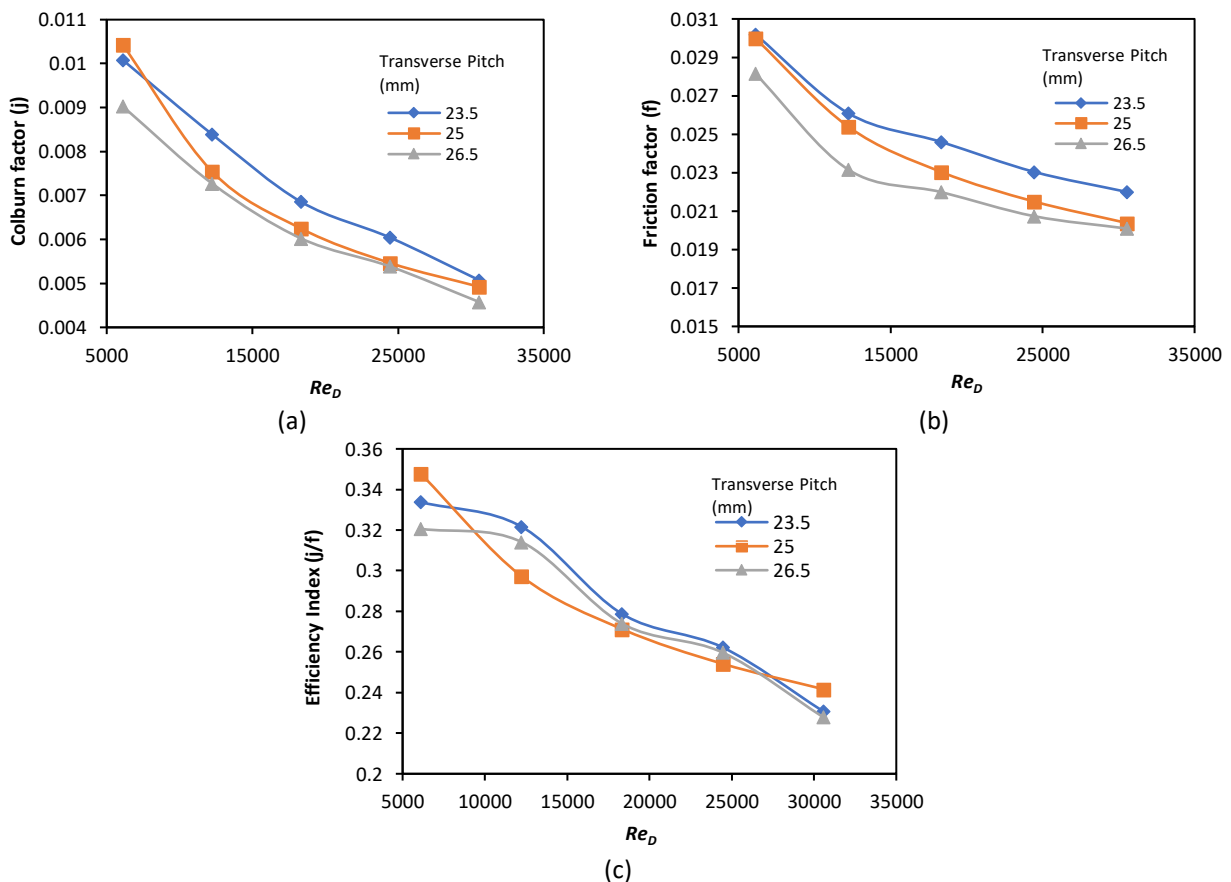 0.011
0.01
0.009
0.008
0.007
0.006
0.005
0.004
Colburn factor (j)
Transverse Pitch
(mm)
23.5
25
26.5
5000 15000 25000 35000
Re_D
(a)
0.031
0.029
0.027
0.025
0.023
0.021
0.019
0.017
0.015
Friction factor (f)
Transverse Pitch
(mm)
23.5
25
26.5
5000 15000 25000 35000
Re_D
(b)
0.36
0.34
0.32
0.3
0.28
0.26
0.24
0.22
0.2
Efficiency Index (j/f)
Transverse Pitch
(mm)
23.5
25
26.5
5000 10000 15000 20000 25000 30000 35000
Re_D
(c)